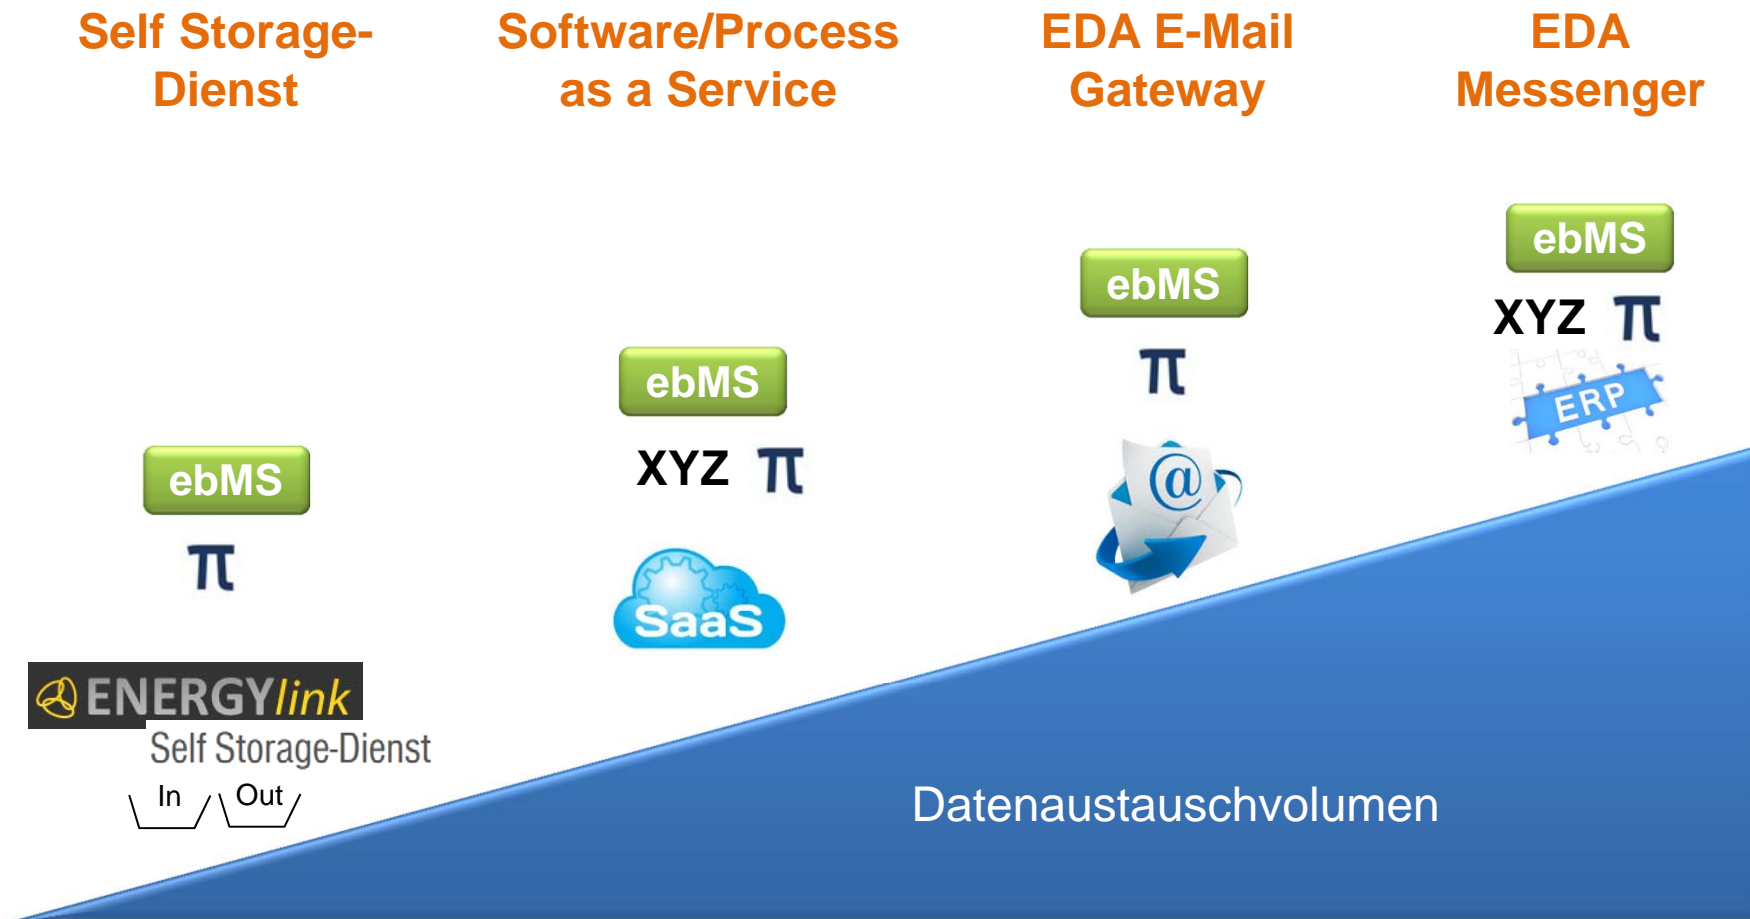 Self Storage-
Dienst
Software/Process
as a Service
EDA E-Mail
Gateway
EDA
Messenger
ebMS
π
ENERGYlink
Self Storage-Dienst
In
Out
ebMS
XYZ π
SaaS
ebMS
π
@
ebMS
XYZ π
ERP
Datenaustauschvolumen